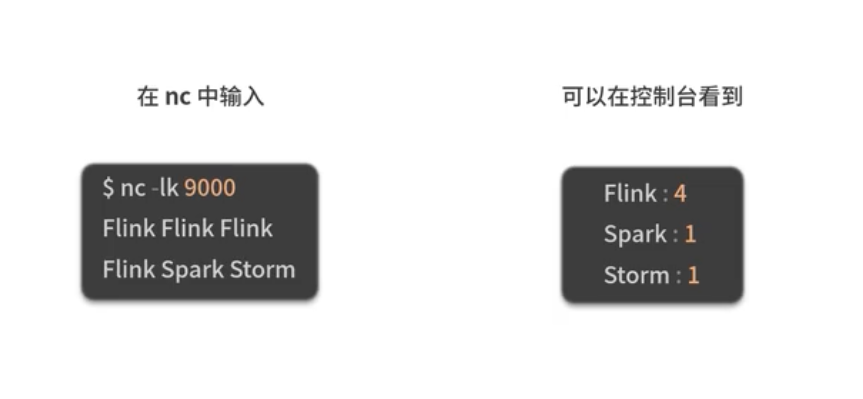 在 nc 中输入
$ nc -lk 9000
Flink Flink Flink
Flink Spark Storm
可以在控制台看到
Flink : 4
Spark : 1
Storm : 1